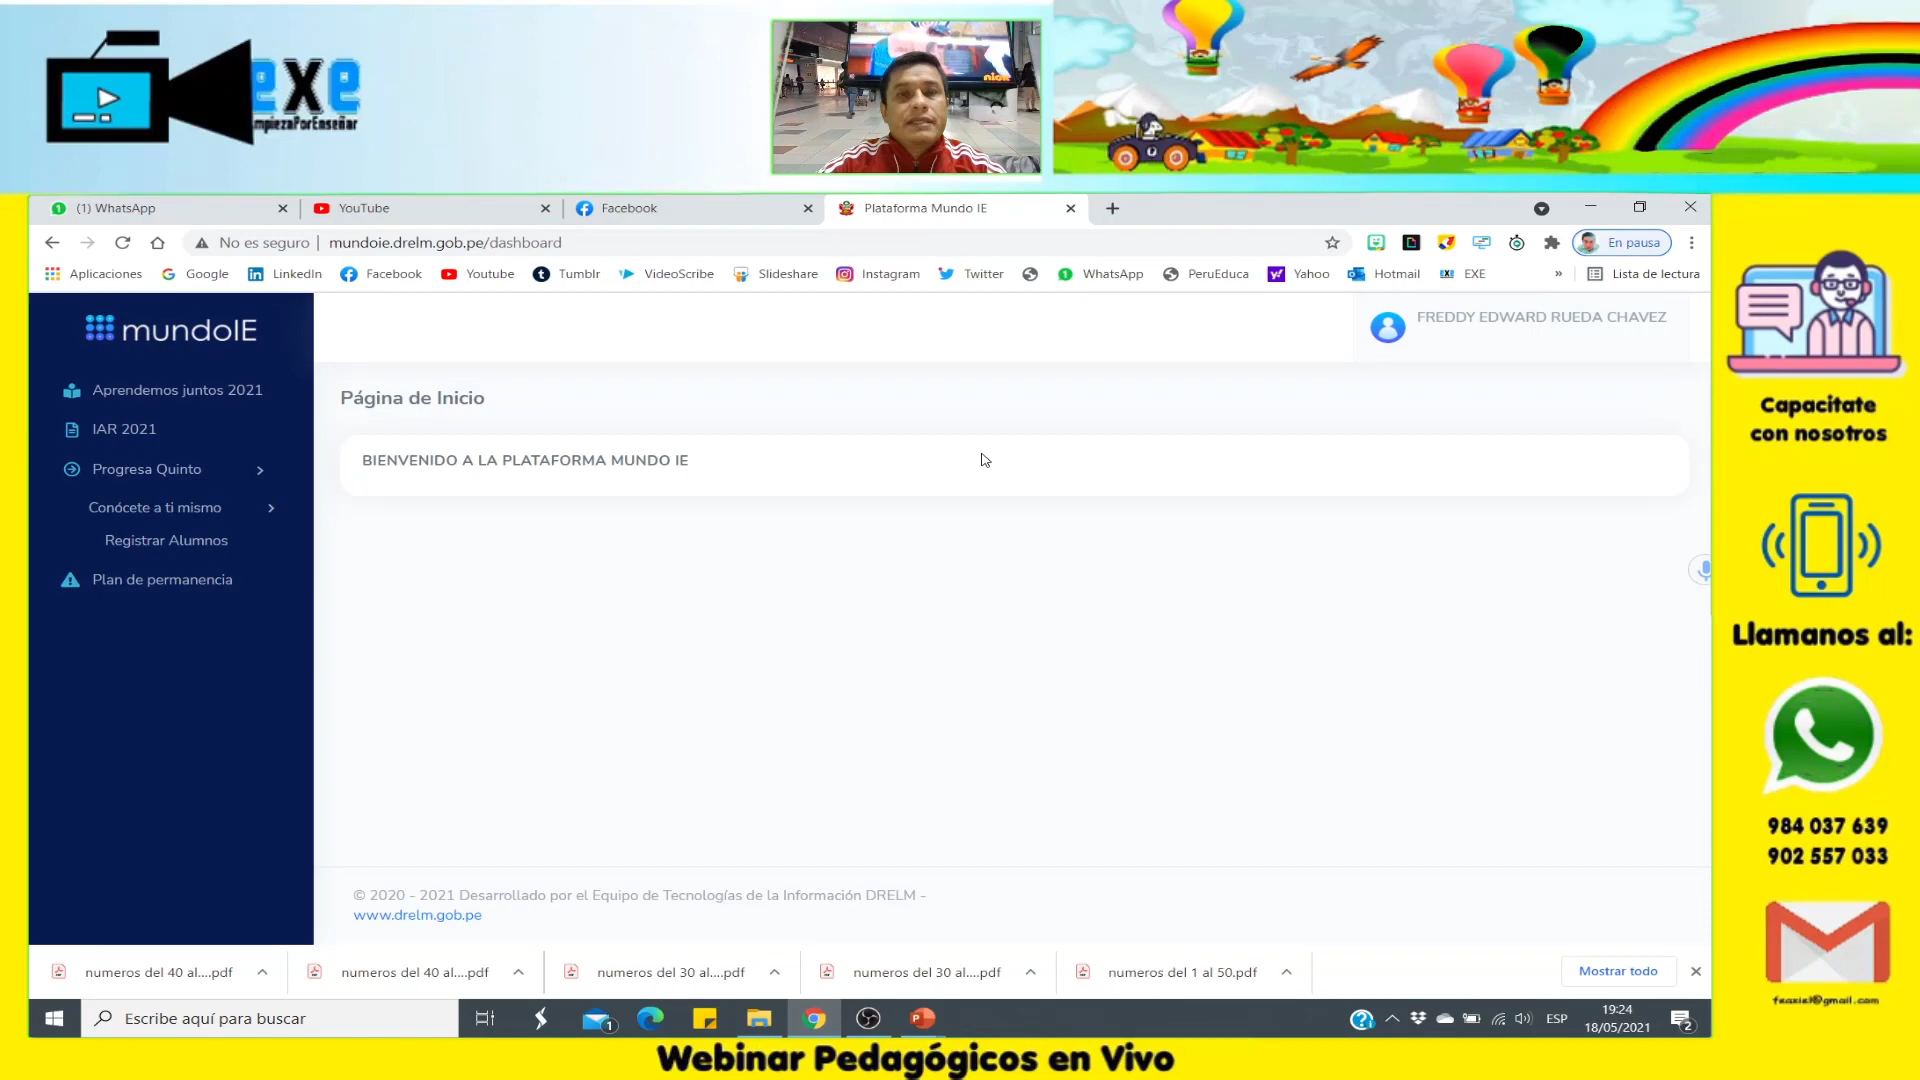 exe
mpiezaPorEnseñar
nick
(1) WhatsApp
YouTube
Facebook
Plataforma Mundo IE
No es seguro | mundoie.drelm.gob.pe/dashboard
En pausa
Aplicaciones
Google
LinkedIn
Facebook
Youtube
Tumblr
VideoScribe
Slideshare
Instagram
Twitter
WhatsApp
PeruEduca
Yahoo
Hotmail
EXE
»
Lista de lectura
mundoIE
FREDDY EDWARD RUEDA CHAVEZ
Aprendemos juntos 2021
IAR 2021
Progresa Quinto
Conócete a ti mismo
Registrar Alumnos
Plan de permanencia
Página de Inicio
BIENVENIDO A LA PLATAFORMA MUNDO IE
© 2020 - 2021 Desarrollado por el Equipo de Tecnologías de la Información DRELM -
www.drelm.gob.pe
numeros del 40 al....pdf
numeros del 40 al....pdf
numeros del 30 al....pdf
numeros del 30 al....pdf
numeros del 1 al 50.pdf
Mostrar todo
Escribe aquí para buscar
1
ESP
19:24
18/05/2021
2
Capacitate
con nosotros
Llamanos al:
984 037 639
902 557 033
Webinar Pedagógicos en Vivo